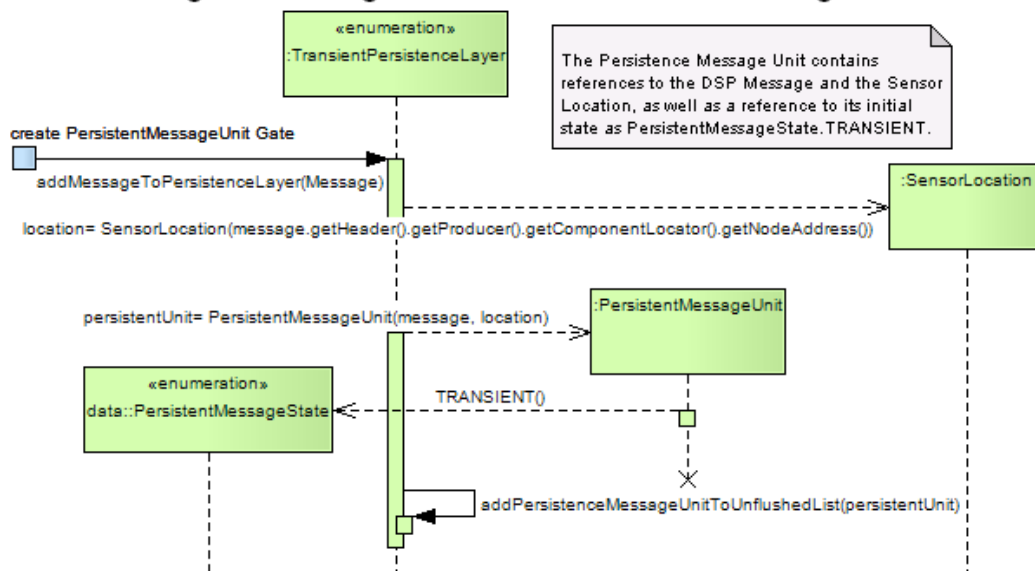 «enumeration»
:TransientPersistenceLayer
The Persistence Message Unit contains
references to the DSP Message and the Sensor
Location, as well as a reference to its initial
state as PersistentMessageState.TRANSIENT.
create PersistentMessageUnit Gate
addMessageToPersistenceLayer(Message)
:SensorLocation
location= SensorLocation(message.getHeader().getProducer().getComponentLocator().getNodeAddress())
:PersistentMessageUnit
persistentUnit= PersistentMessageUnit(message, location)
«enumeration»
data::PersistentMessageState
TRANSIENT()
addPersistenceMessageUnitToUnflushedList(persistentUnit)